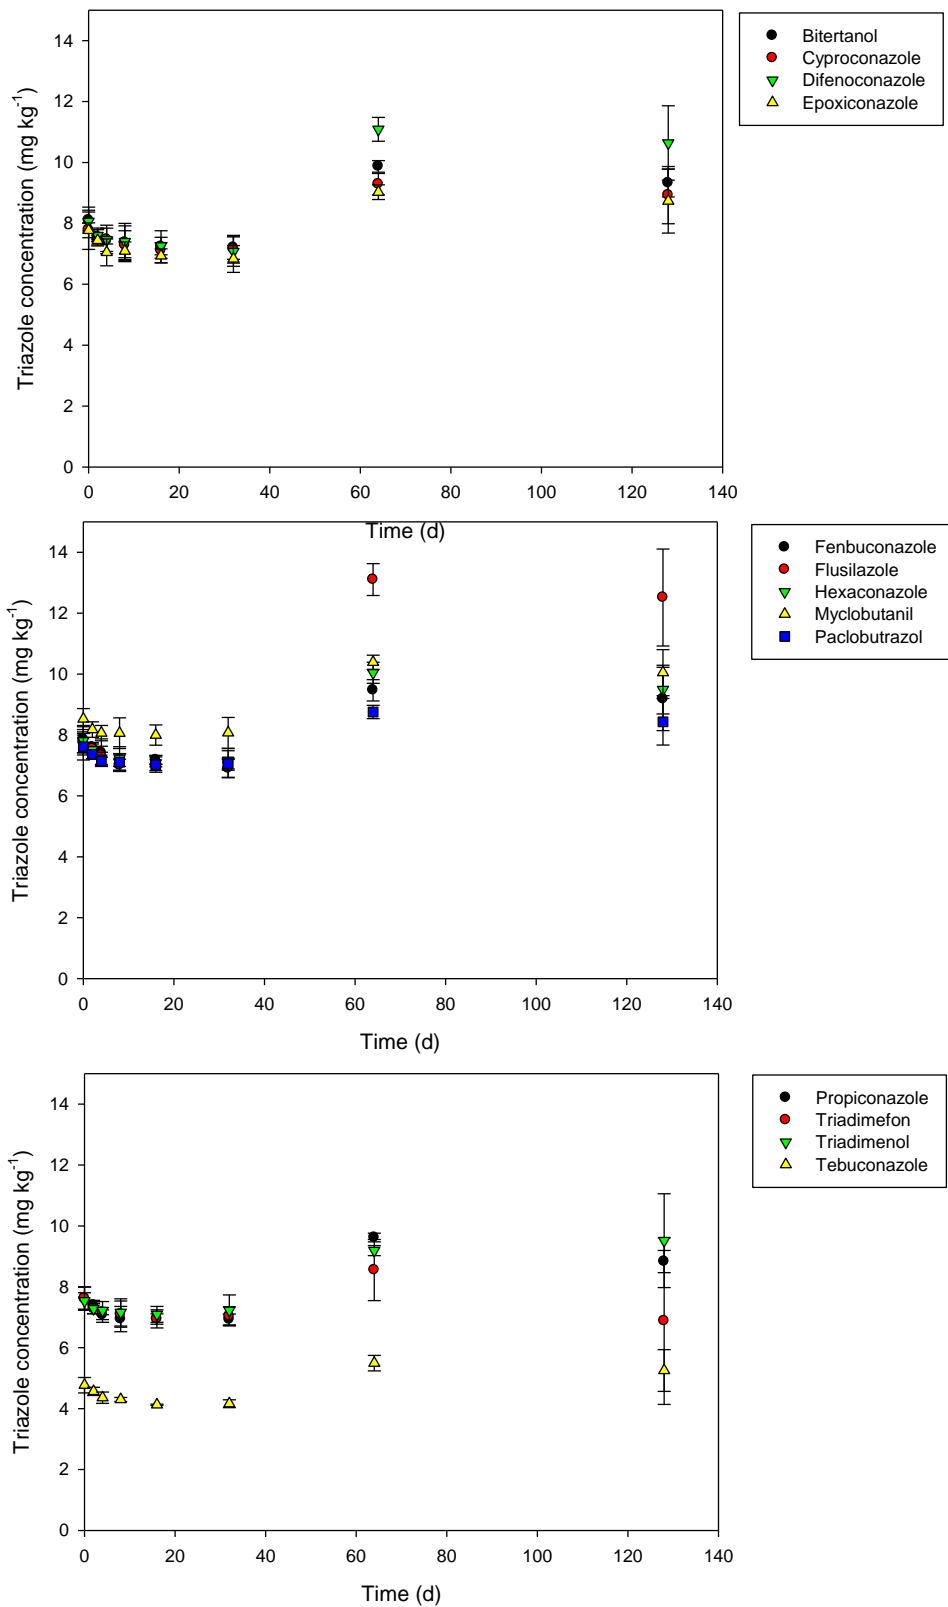 Triazole concentration (mg kg-1)
14
12
10
8
6
4
2
0
0 20 40 60 80 100 120 140
Time (d)
Bitertanol
Cyproconazole
Difenoconazole
Epoxiconazole
Triazole concentration (mg kg-1)
14
12
10
8
6
4
2
0
0 20 40 60 80 100 120 140
Time (d)
Fenbuconazole
Flusilazole
Hexaconazole
Myclobutanil
Paclobutrazol
Triazole concentration (mg kg-1)
14
12
10
8
6
4
2
0
0 20 40 60 80 100 120 140
Time (d)
Propiconazole
Triadimefon
Triadimenol
Tebuconazole